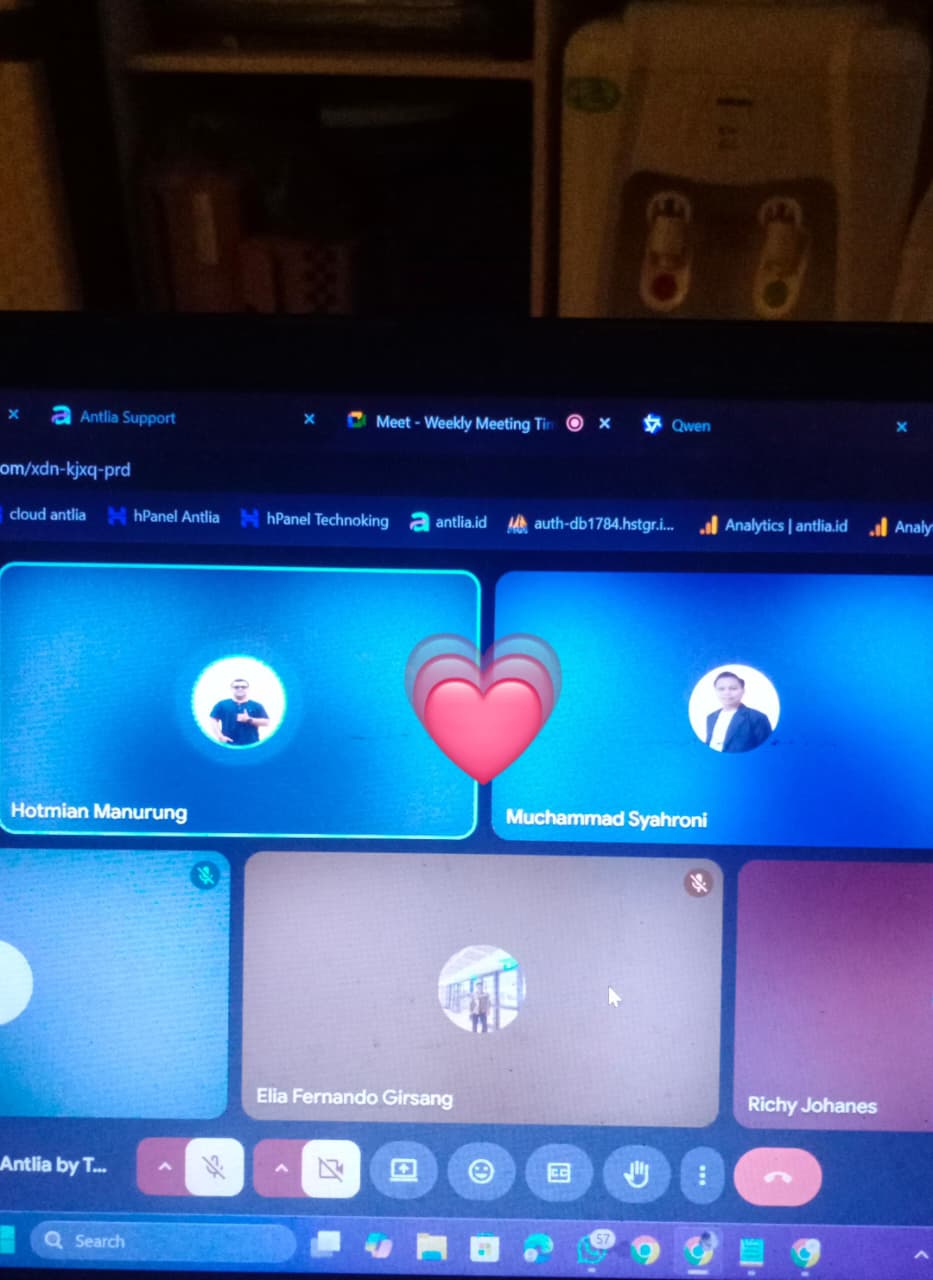 Antlia Support
Meet - Weekly Meeting Tin
Qwen
om/xdn-kjxq-prd
cloud antlia
hPanel Antlia
hPanel Technoking
antlia.id
auth-db1784.hstgr.i...
Analytics | antlia.id
Analy
Hotmian Manurung
Muchammad Syahroni
Elia Fernando Girsang
Richy Johanes
Antlia by T...
CC
Search
57